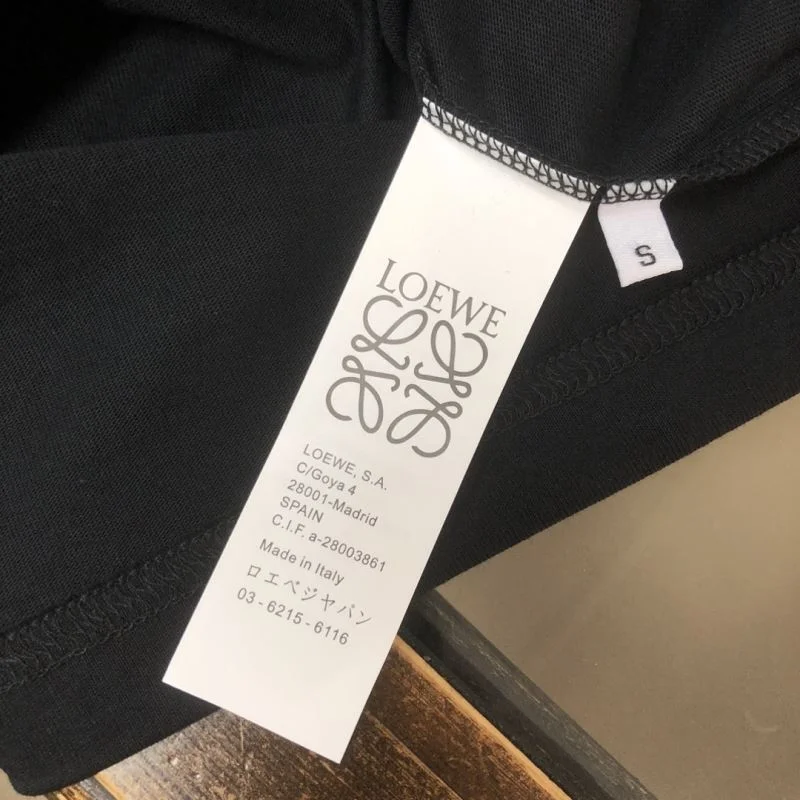 LOEWE
LOEWE, S.A.
C/Goya 4
28001-Madrid
SPAIN
C.I.F. a-28003861
Made in Italy
ロエベジャパン
03 - 6215 - 6116
S